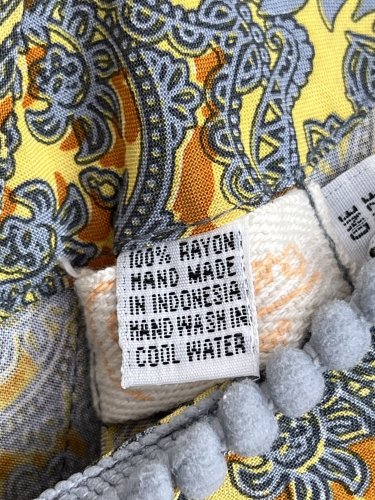 100% RAYON
HAND MADE
IN INDONESIA
HAND WASH IN
COOL WATER